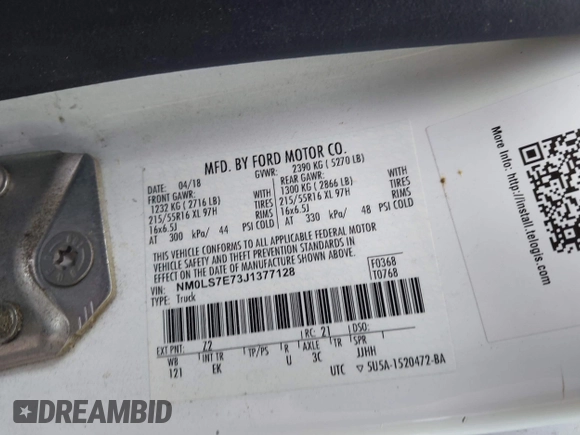 MFD. BY FORD MOTOR CO.
DATE: 04/18 GVWR: 2390 KG ( 5270 LB)
FRONT GAWR: REAR GAWR:
1232 KG ( 2716 LB) WITH 1300 KG ( 2866 LB) WITH
215/55R16 XL 97H TIRES 215/55R16 XL 97H TIRES
16x6.5J RIMS 16x6.5J RIMS
AT 300 kPa/ 44 PSI COLD AT 330 kPa/ 48 PSI COLD
THIS VEHICLE CONFORMS TO ALL APPLICABLE FEDERAL MOTOR
VEHICLE SAFETY AND THEFT PREVENTION STANDARDS IN
EFFECT ON THE DATE OF MANUFACTURE SHOWN ABOVE.
VIN: NM0LS7E73J1377128 F0368
TYPE: Truck T0768
EXT PNT: Z2 RC: 21 DSO:
WB INT TR TP/PS R AXLE TR SPR
121 EK U 3C JJHH
UTC ▽ 5U5A-1520472-BA
Instructions:
http://install.telogis.com
DREAMBID
DREAMBID.COM